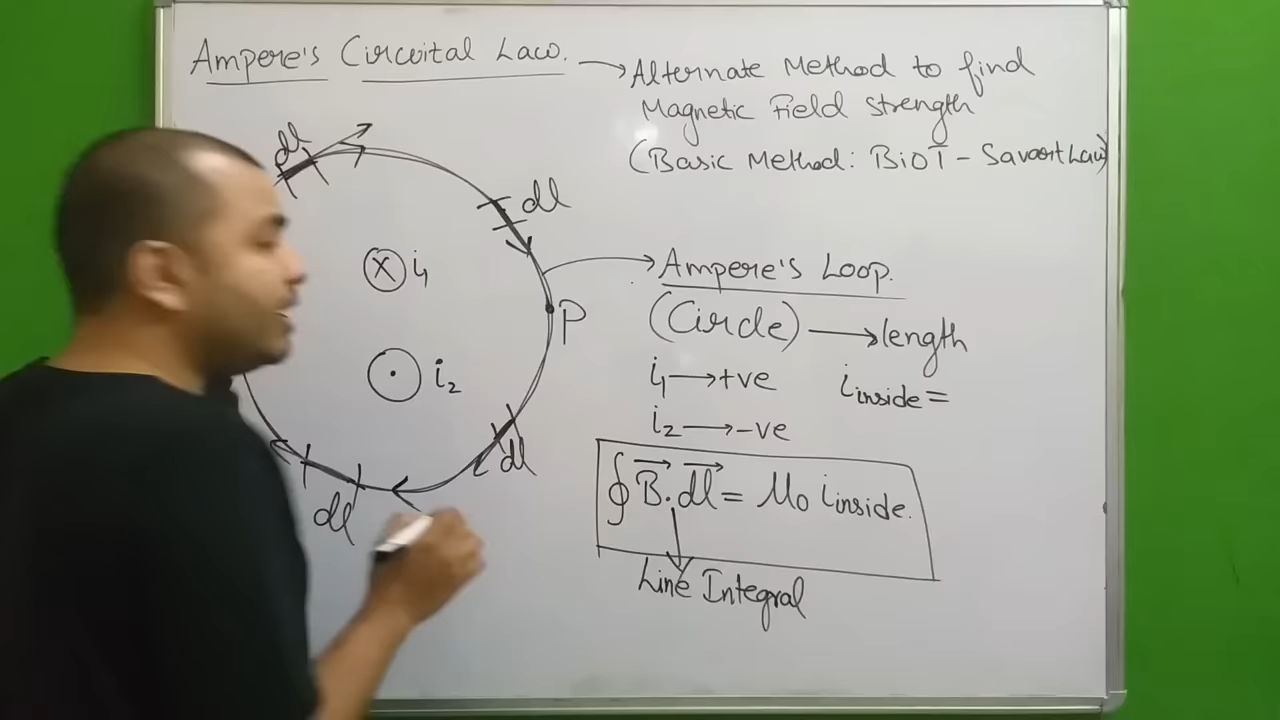 Ampere's Circuital Law. → Alternate Method to find
Magnetic Field strength
(Basic Method: BIOT - Savart Law)
dl
dl
X i₁
Ampere's Loop.
P
(Circle) → length
i₂
i₁ → +ve
i inside =
i₂ → -ve
dl
∮ B⃗ . dl⃗ = μ₀ i inside.
dl
Line Integral